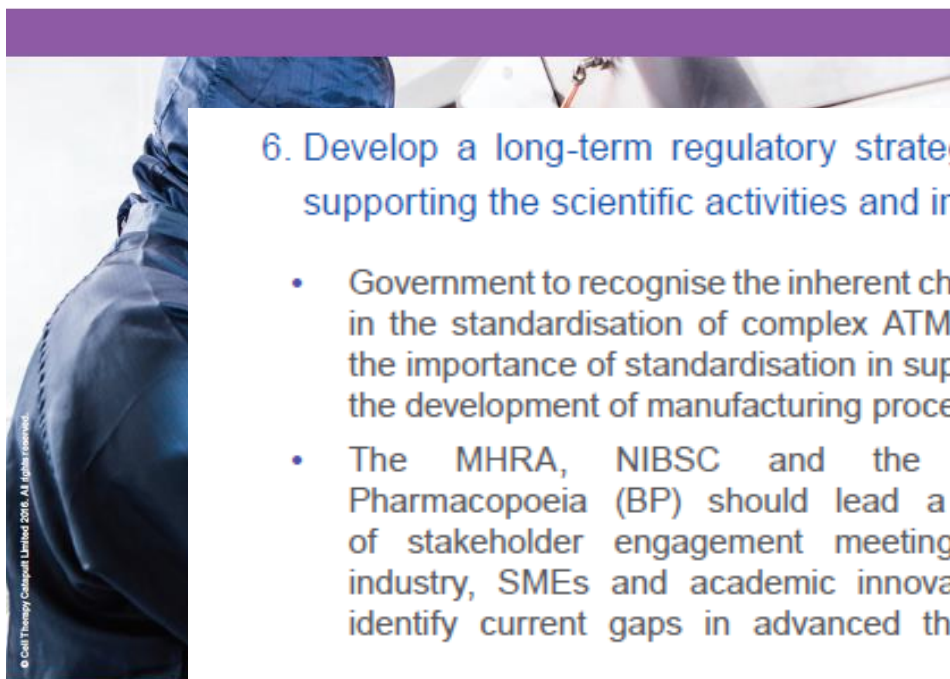 6. Develop a long-term regulatory strate
supporting the scientific activities and in
• Government to recognise the inherent ch
in the standardisation of complex ATM
the importance of standardisation in sup
the development of manufacturing proce
• The MHRA, NIBSC and the
Pharmacopoeia (BP) should lead a
of stakeholder engagement meeting
industry, SMEs and academic innova
identify current gaps in advanced th
© Cell Therapy Catapult Limited 2016. All rights reserved.